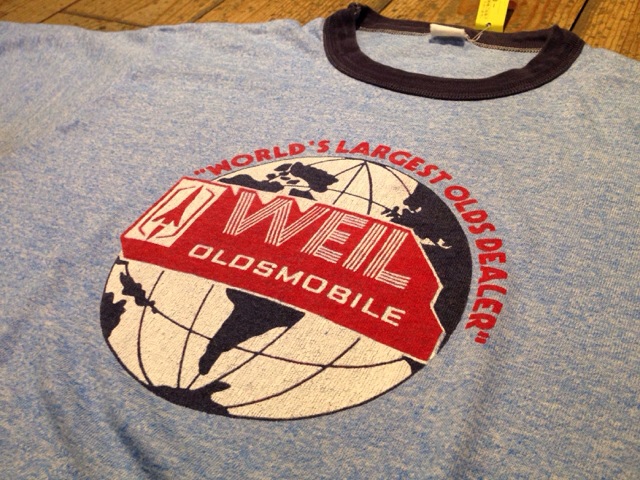 "WORLD'S LARGEST OLDS DEALER"
WEIL
OLDSMOBILE